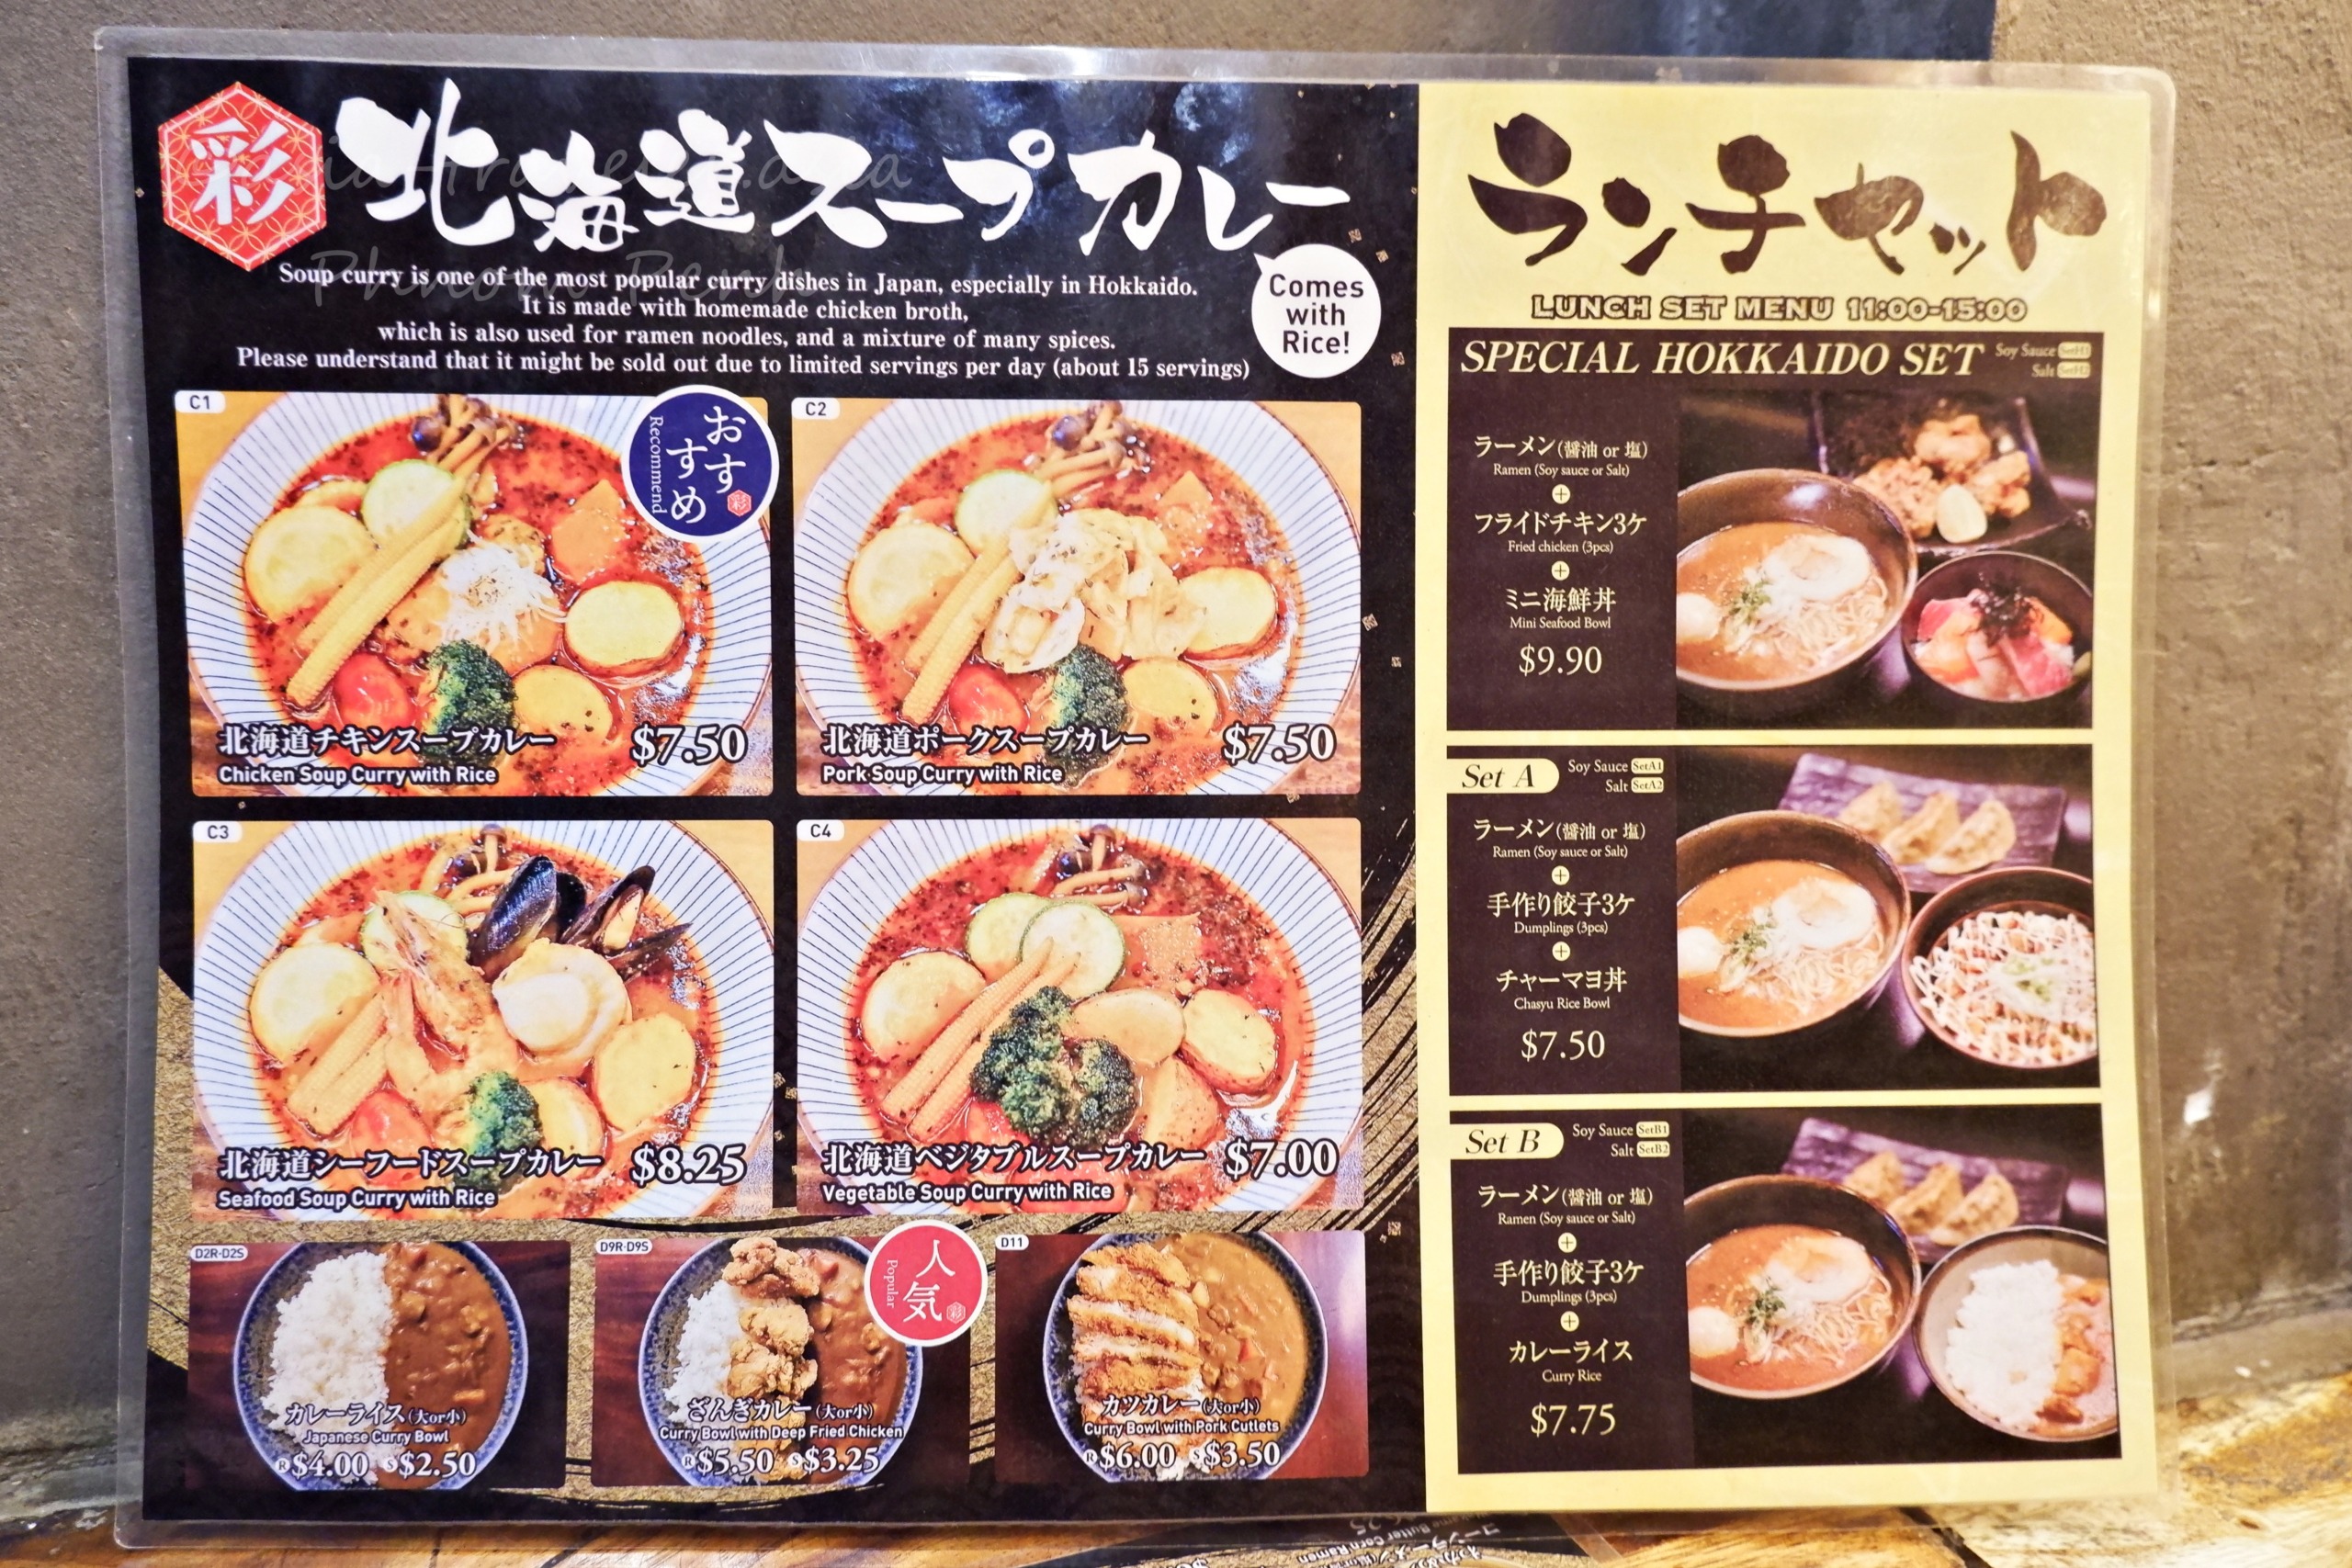 彩
北海道スープカレー
Soup curry is one of the most popular curry dishes in Japan, especially in Hokkaido.
It is made with homemade chicken broth,
which is also used for ramen noodles, and a mixture of many spices.
Please understand that it might be sold out due to limited servings per day (about 15 servings)
Comes
with
Rice!
C1
おすすめ
Recommend
彩
北海道チキンスープカレー $7.50
Chicken Soup Curry with Rice
C2
北海道ポークスープカレー $7.50
Pork Soup Curry with Rice
C3
北海道シーフードスープカレー $8.25
Seafood Soup Curry with Rice
C4
北海道ベジタブルスープカレー $7.00
Vegetable Soup Curry with Rice
D2R-D2S
カレーライス(大or小)
Japanese Curry Bowl
R $4.00 S $2.50
D9R-D9S
人気
Popular
彩
ざんぎカレー(大or小)
Curry Bowl with Deep Fried Chicken
R $5.50 S $3.25
D11
カツカレー(大or小)
Curry Bowl with Pork Cutlets
R $6.00 S $3.50
ランチセット
LUNCH SET MENU 11:00-15:00
SPECIAL HOKKAIDO SET
Soy Sauce SetH1
Salt SetH2
ラーメン(醤油 or 塩)
Ramen (Soy sauce or Salt)
+
フライドチキン3ケ
Fried chicken (3pcs)
+
ミニ海鮮丼
Mini Seafood Bowl
$9.90
Set A
Soy Sauce SetA1
Salt SetA2
ラーメン(醤油 or 塩)
Ramen (Soy sauce or Salt)
+
手作り餃子3ケ
Dumplings (3pcs)
+
チャーマヨ丼
Chasyu Rice Bowl
$7.50
Set B
Soy Sauce SetB1
Salt SetB2
ラーメン(醤油 or 塩)
Ramen (Soy sauce or Salt)
+
手作り餃子3ケ
Dumplings (3pcs)
+
カレーライス
Curry Rice
$7.75
Phnom Penh
Butter Corn Ramen